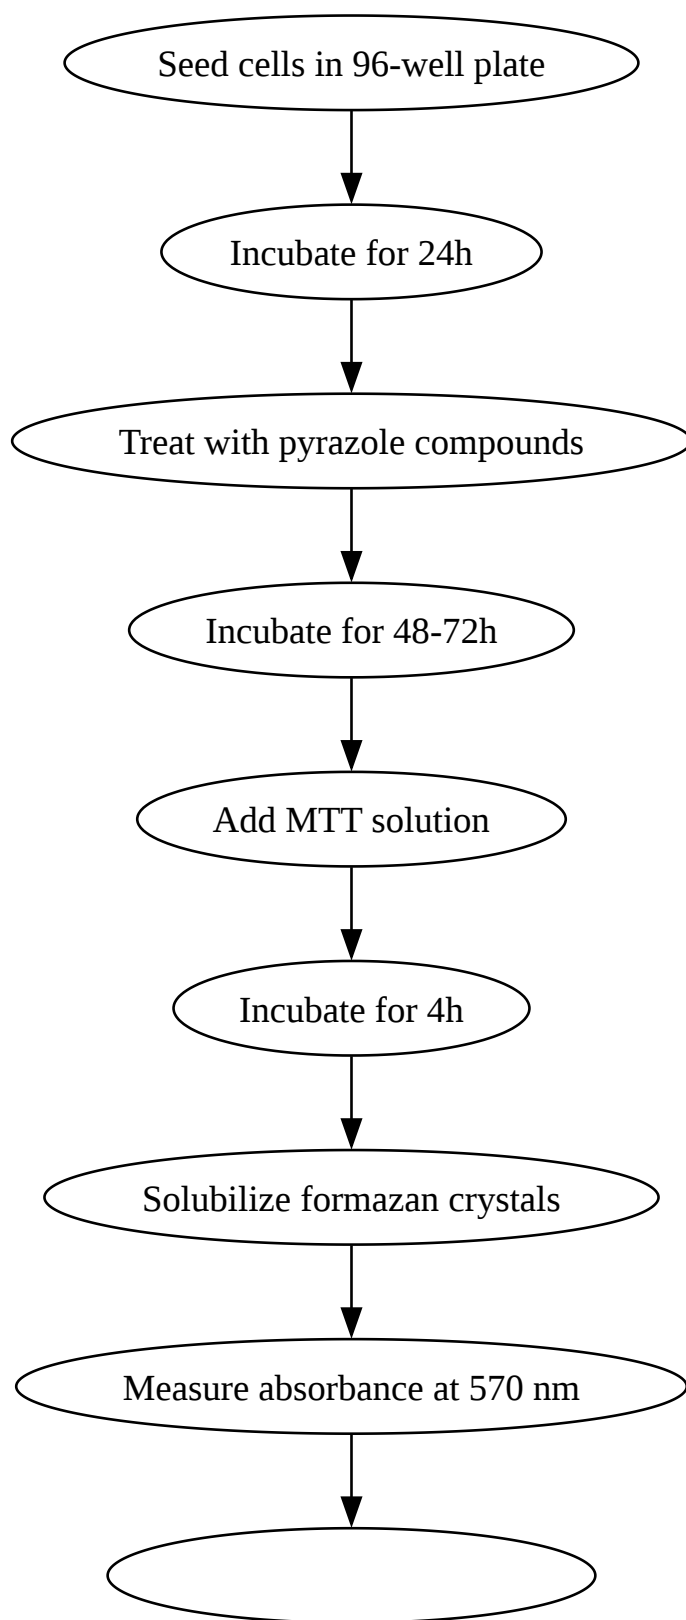 Seed cells in 96-well plate
Incubate for 24h
Treat with pyrazole compounds
Incubate for 48-72h
Add MTT solution
Incubate for 4h
Solubilize formazan crystals
Measure absorbance at 570 nm